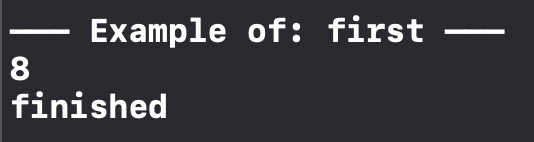 ——— Example of: first ———
8
finished